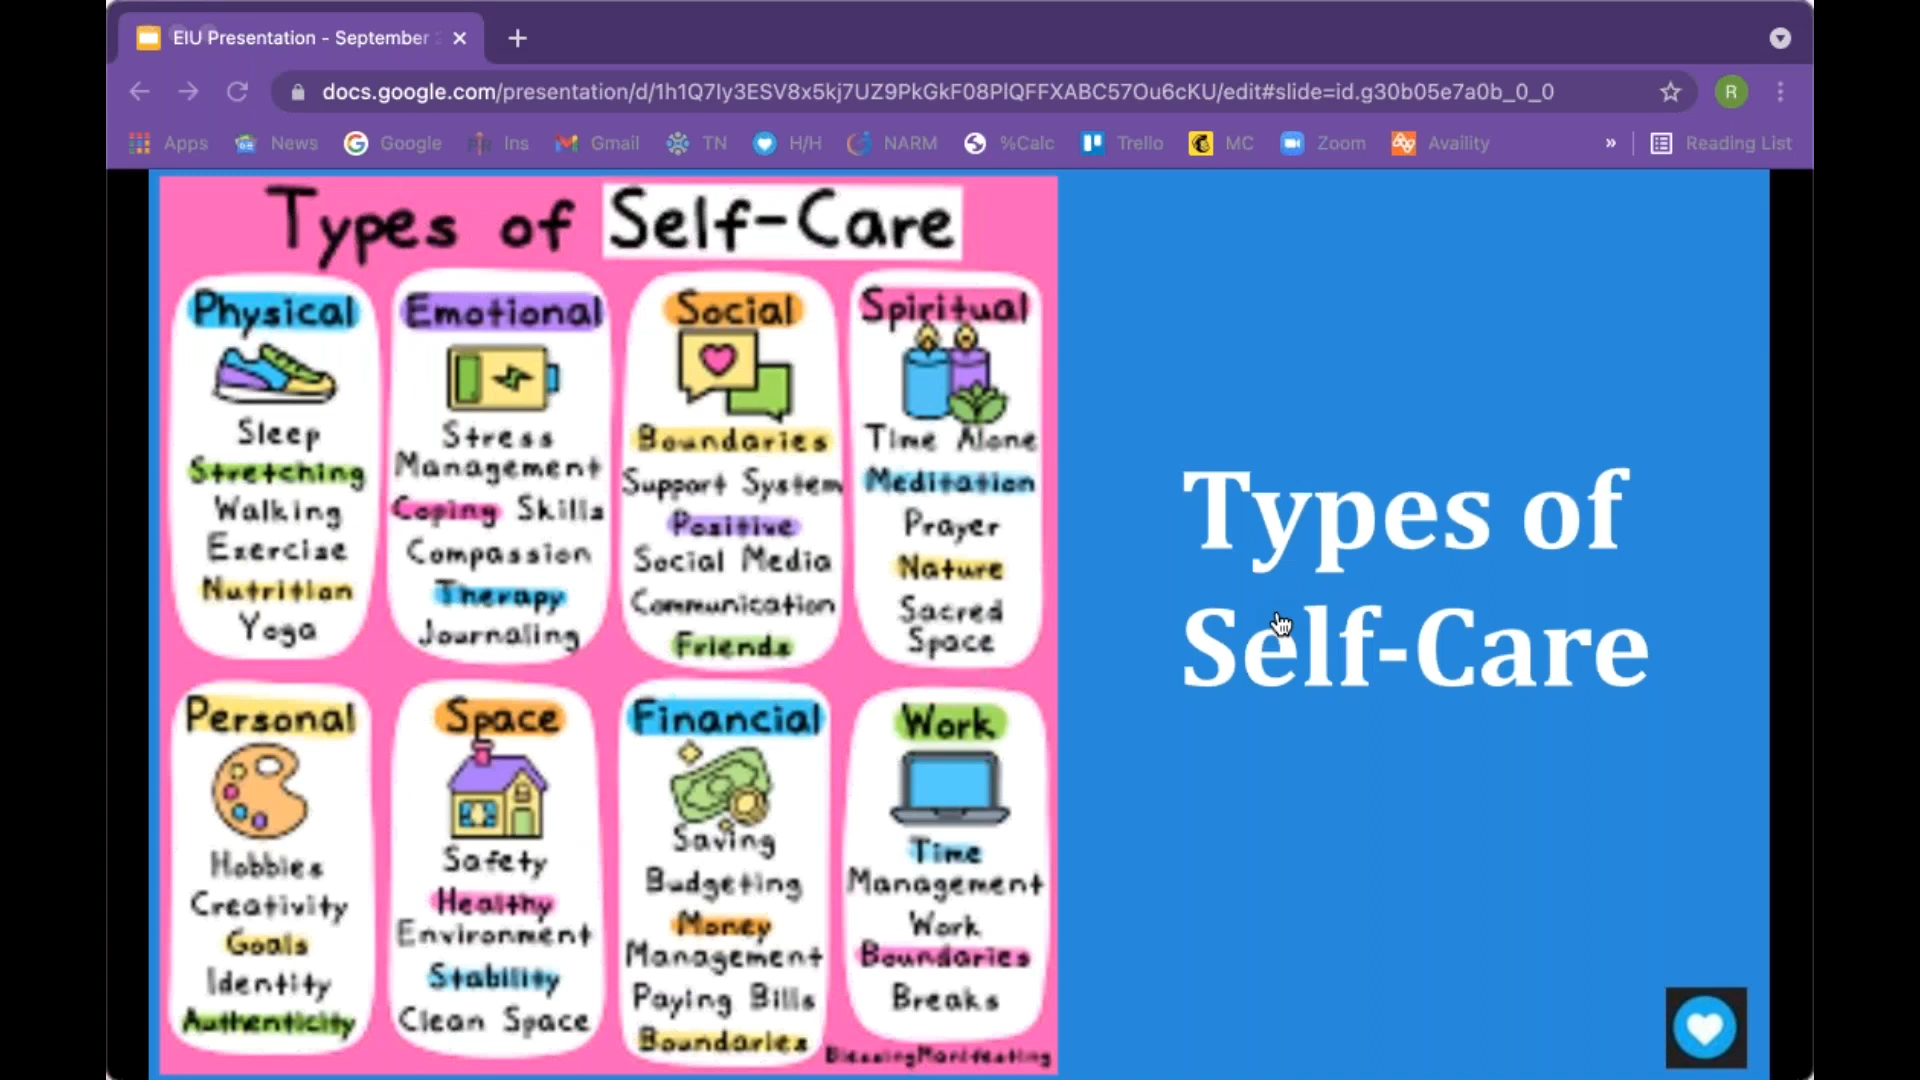 EIU Presentation - September
docs.google.com/presentation/d/1h1Q7Iy3ESV8x5kj7UZ9PkGkF08PlQFFXABC57Ou6cKU/edit#slide=id.g30b05e7a0b_0_0
R
Apps News Google Ins Gmail TN H/H NARM %Calc Trello MC Zoom Availity » Reading List
Types of Self-Care
Physical
Sleep
Stretching
Walking
Exercise
Nutrition
Yoga
Emotional
Stress
Management
Coping Skills
Compassion
Therapy
Journaling
Social
Boundaries
Support System
Positive
Social Media
Communication
Friends
Spiritual
Time Alone
Meditation
Prayer
Nature
Sacred
Space
Personal
Hobbies
Creativity
Goals
Identity
Authenticity
Space
Safety
Healthy
Environment
Stability
Clean Space
Financial
Saving
Budgeting
Money
Management
Paying Bills
Boundaries
Work
Time
Management
Work
Boundaries
Breaks
BlessingManifesting
Types of
Self-Care